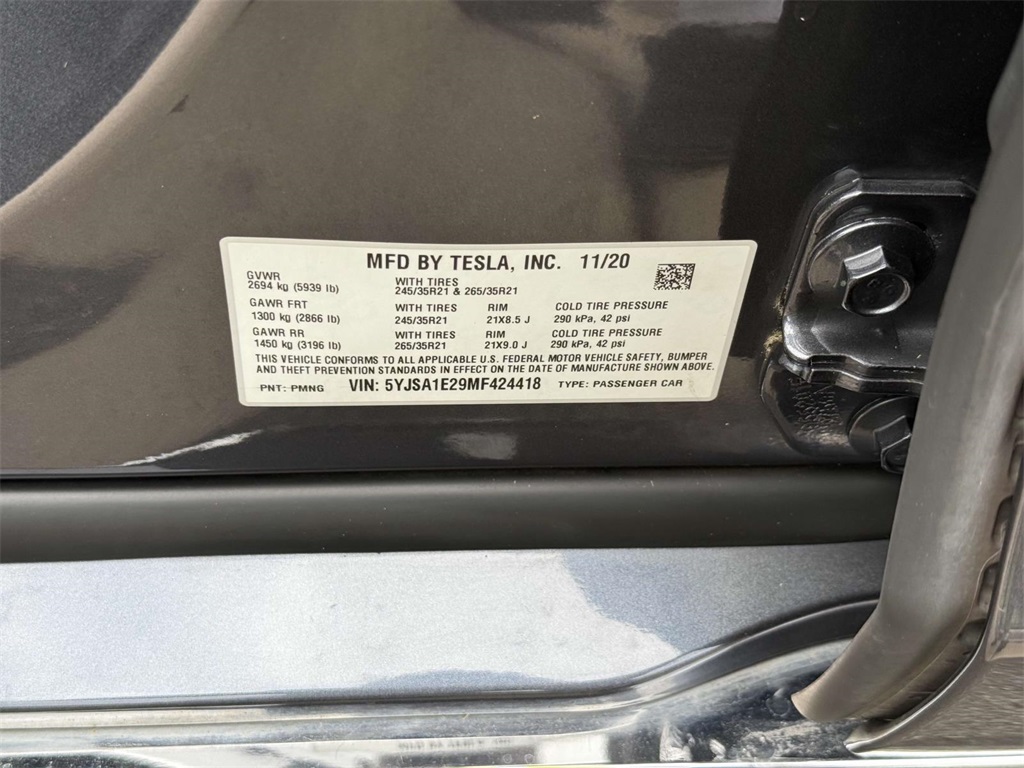 MFD BY TESLA, INC. 11/20
GVWR
2694 kg (5939 lb)
WITH TIRES
245/35R21 & 265/35R21
GAWR FRT
1300 kg (2866 lb)
WITH TIRES
245/35R21
RIM
21X8.5 J
COLD TIRE PRESSURE
290 kPa, 42 psi
GAWR RR
1450 kg (3196 lb)
WITH TIRES
265/35R21
RIM
21X9.0 J
COLD TIRE PRESSURE
290 kPa, 42 psi
THIS VEHICLE CONFORMS TO ALL APPLICABLE U.S. FEDERAL MOTOR VEHICLE SAFETY, BUMPER
AND THEFT PREVENTION STANDARDS IN EFFECT ON THE DATE OF MANUFACTURE SHOWN ABOVE.
PNT: PMNG VIN: 5YJSA1E29MF424418 TYPE: PASSENGER CAR